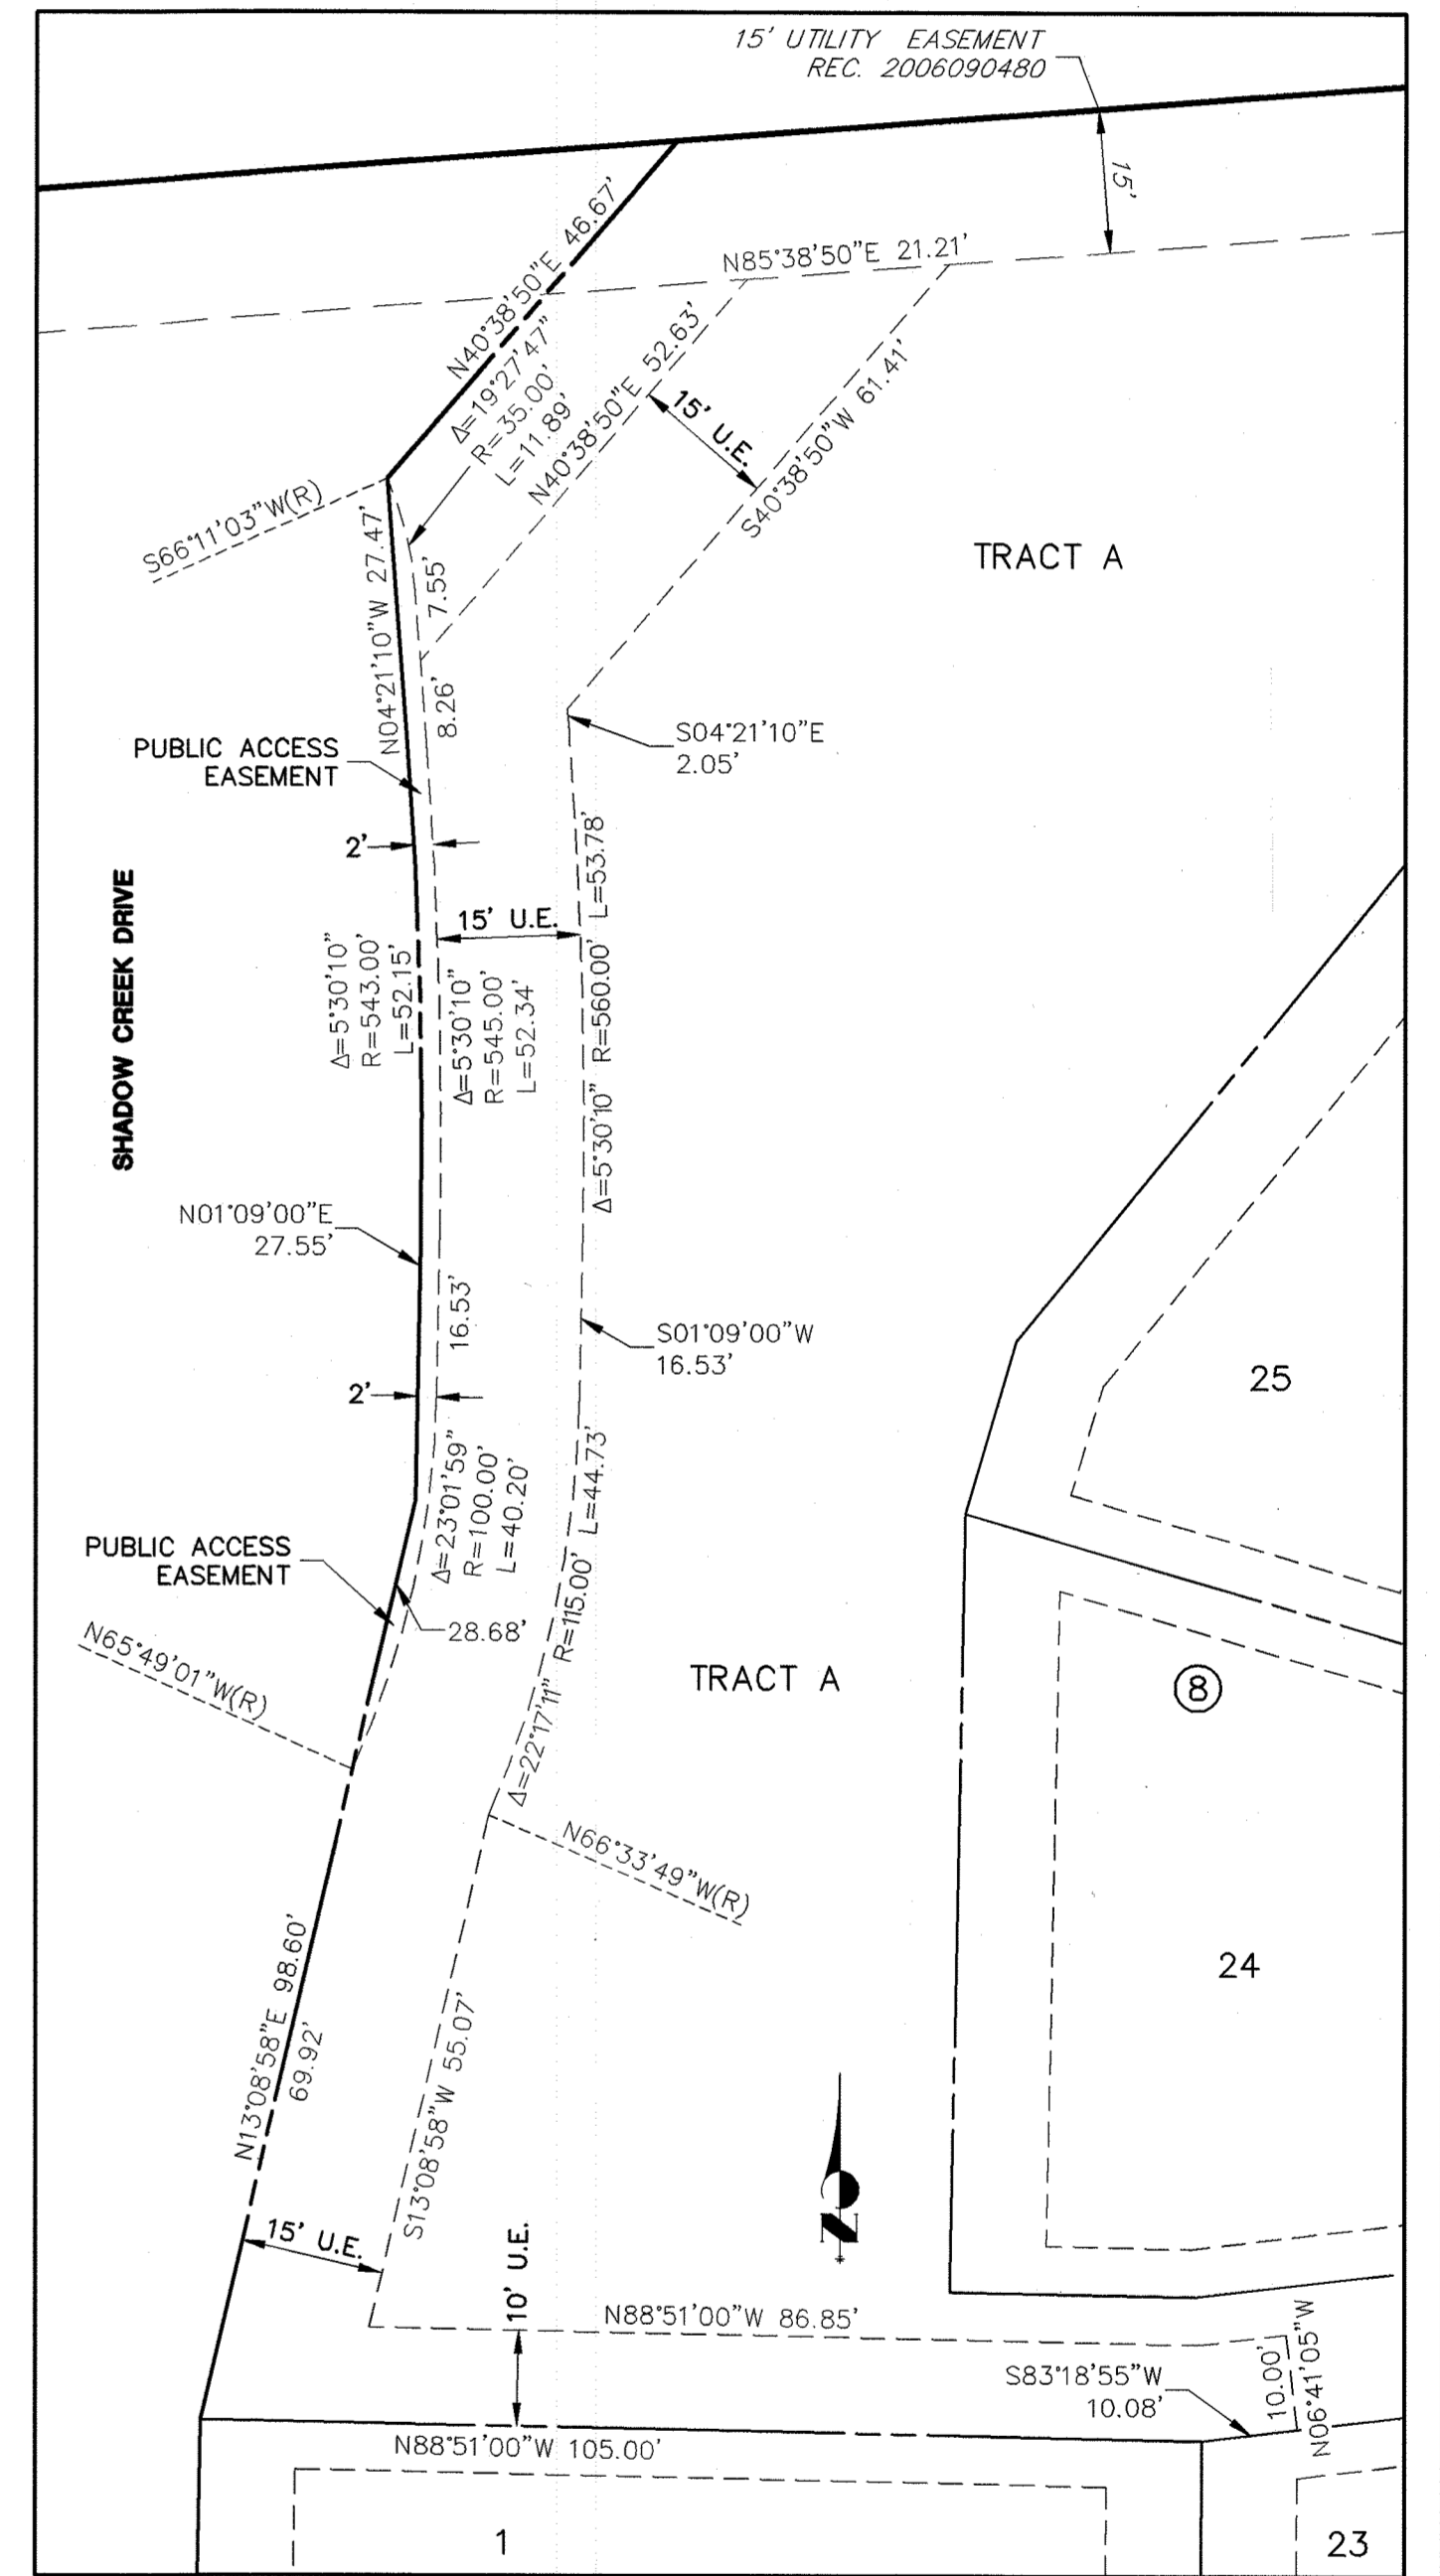 15' UTILITY EASEMENT
REC. 2006090480
15'
N40°38'50"E 46.67'
N85°38'50"E 21.21'
Δ=19°27'47"
R=35.00'
L=11.89'
N40°38'50"E 52.63'
15' U.E.
S40°38'50"W 61.41'
S66°11'03"W(R)
TRACT A
N04°21'10"W 27.47'
7.55'
8.26'
PUBLIC ACCESS
EASEMENT
S04°21'10"E
2.05'
2'
SHADOW CREEK DRIVE
15' U.E.
Δ=5°30'10"
R=543.00'
L=52.15'
Δ=5°30'10"
R=545.00'
L=52.34'
Δ=5°30'10" R=560.00' L=53.78'
N01°09'00"E
27.55'
16.53'
S01°09'00"W
16.53'
2'
25
Δ=23°01'59"
R=100.00'
L=40.20'
Δ=22°17'11" R=115.00' L=44.73'
PUBLIC ACCESS
EASEMENT
28.68'
N65°49'01"W(R)
TRACT A
8
N66°33'49"W(R)
N13°08'58"E 98.60'
69.92'
S13°08'58"W 55.07'
24
N
15' U.E.
10' U.E.
N88°51'00"W 86.85'
S83°18'55"W
10.08'
10.00'
N06°41'05"W
N88°51'00"W 105.00'
1
23